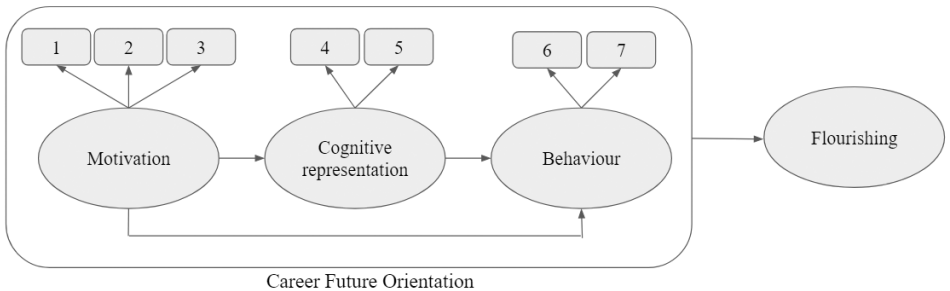 1 2 3 4 5 6 7
Motivation
Cognitive
representation
Behaviour
Flourishing
Career Future Orientation